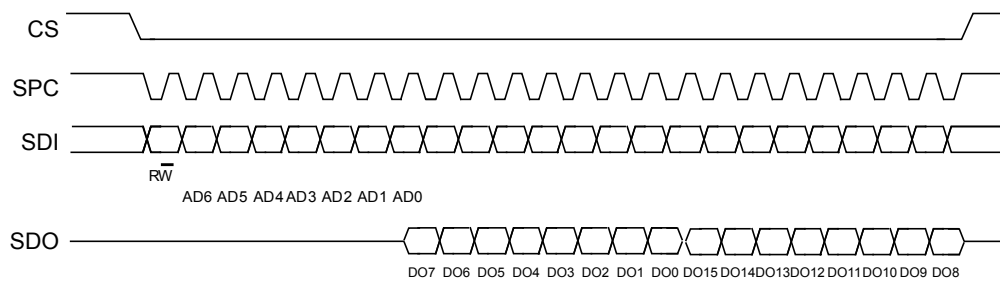 CS
SPC
SDI
RW
AD6 AD5 AD4 AD3 AD2 AD1 AD0
SDO
DO7 DO6 DO5 DO4 DO3 DO2 DO1 DO0 DO15 DO14 DO13 DO12 DO11 DO10 DO9 DO8